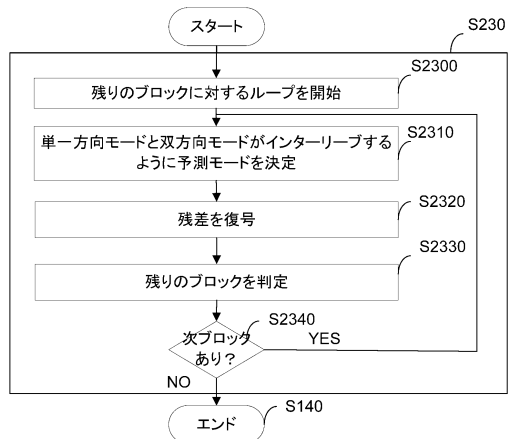 スタート
S230
S2300
残りのブロックに対するループを開始
S2310
単一方向モードと双方向モードがインターリーブする
ように予測モードを決定
S2320
残差を復号
S2330
残りのブロックを判定
S2340
次ブロック
あり？
YES
NO
エンド
S140